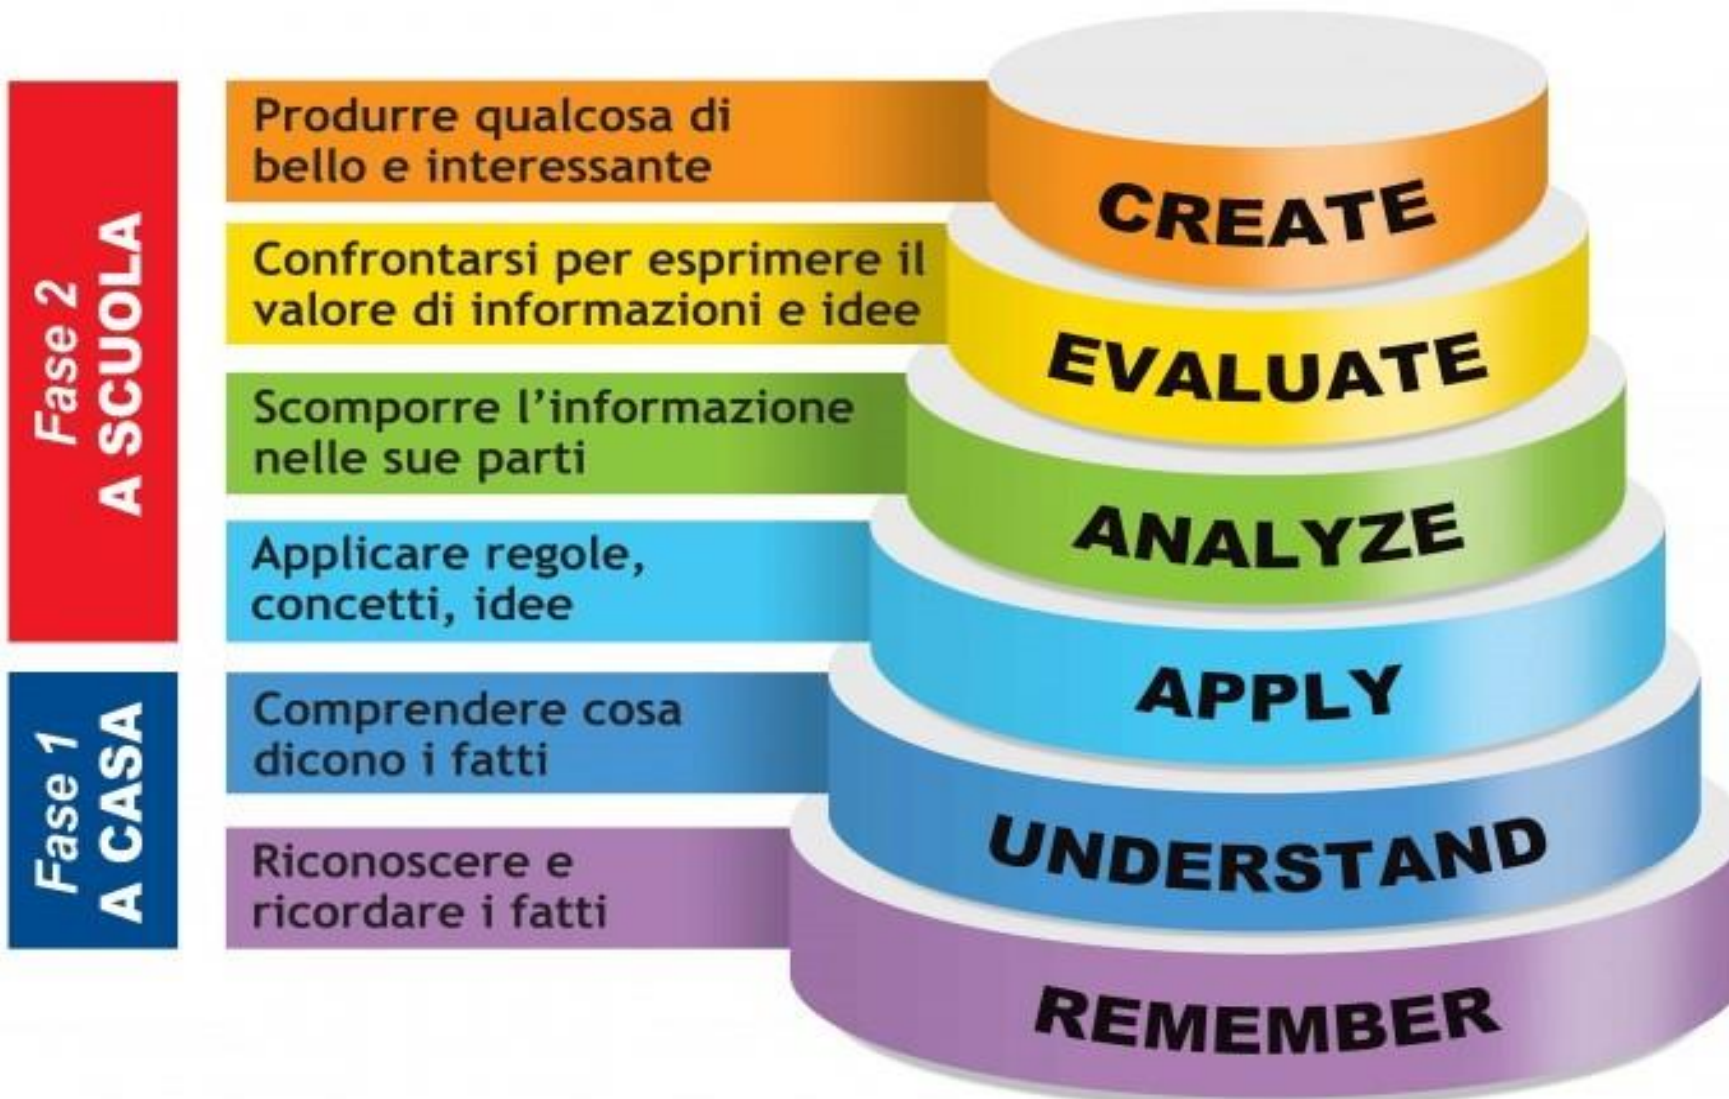 Fase 2
A SCUOLA
Produrre qualcosa di
bello e interessante
CREATE
Confrontarsi per esprimere il
valore di informazioni e idee
EVALUATE
Scomporre l'informazione
nelle sue parti
ANALYZE
Applicare regole,
concetti, idee
APPLY
Fase 1
A CASA
Comprendere cosa
dicono i fatti
UNDERSTAND
Riconoscere e
ricordare i fatti
REMEMBER